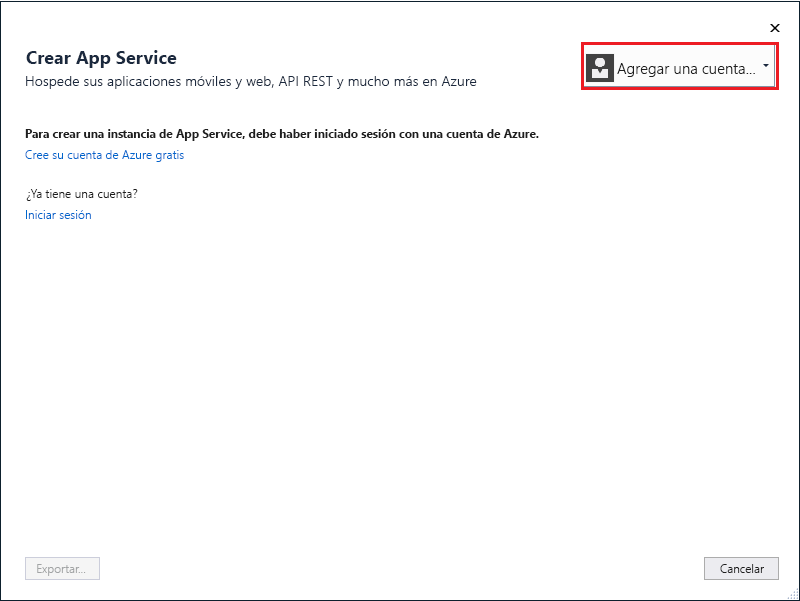 Crear App Service
Hospede sus aplicaciones móviles y web, API REST y mucho más en Azure
Agregar una cuenta...
Para crear una instancia de App Service, debe haber iniciado sesión con una cuenta de Azure.
Cree su cuenta de Azure gratis
¿Ya tiene una cuenta?
Iniciar sesión
Exportar...
Cancelar